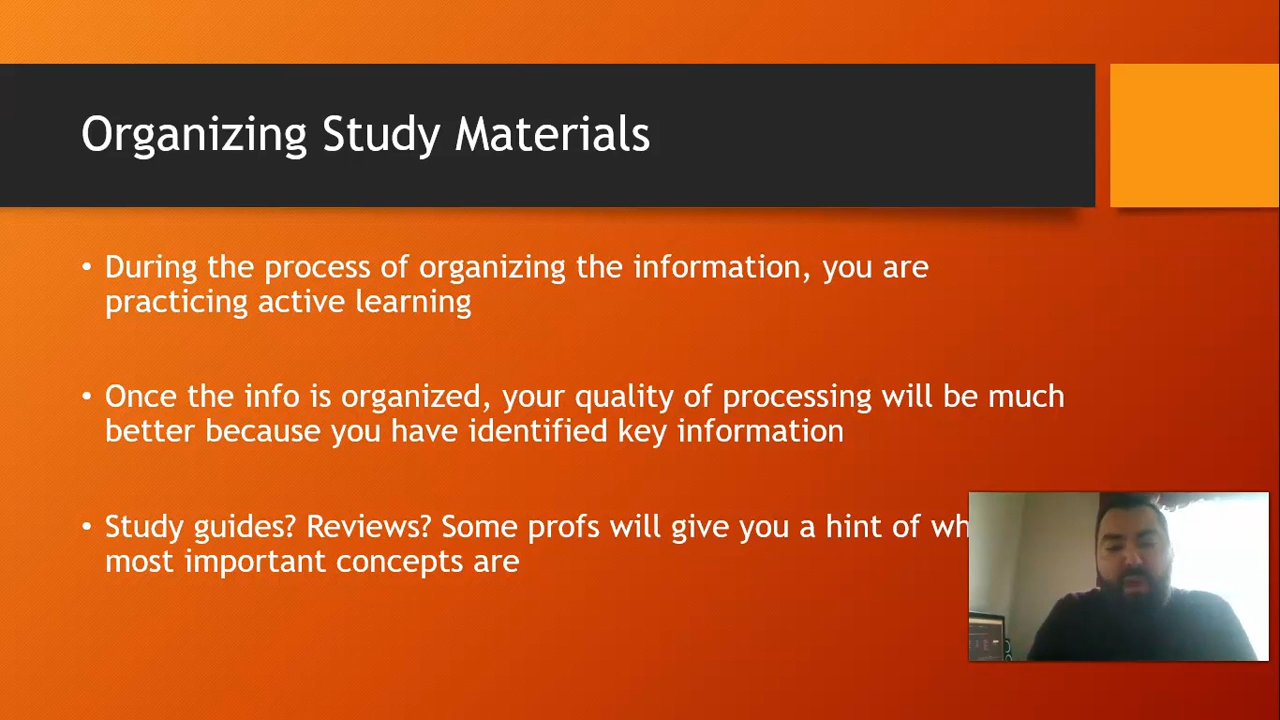 Organizing Study Materials
• During the process of organizing the information, you are
practicing active learning
• Once the info is organized, your quality of processing will be much
better because you have identified key information
• Study guides? Reviews? Some profs will give you a hint of
most important concepts are